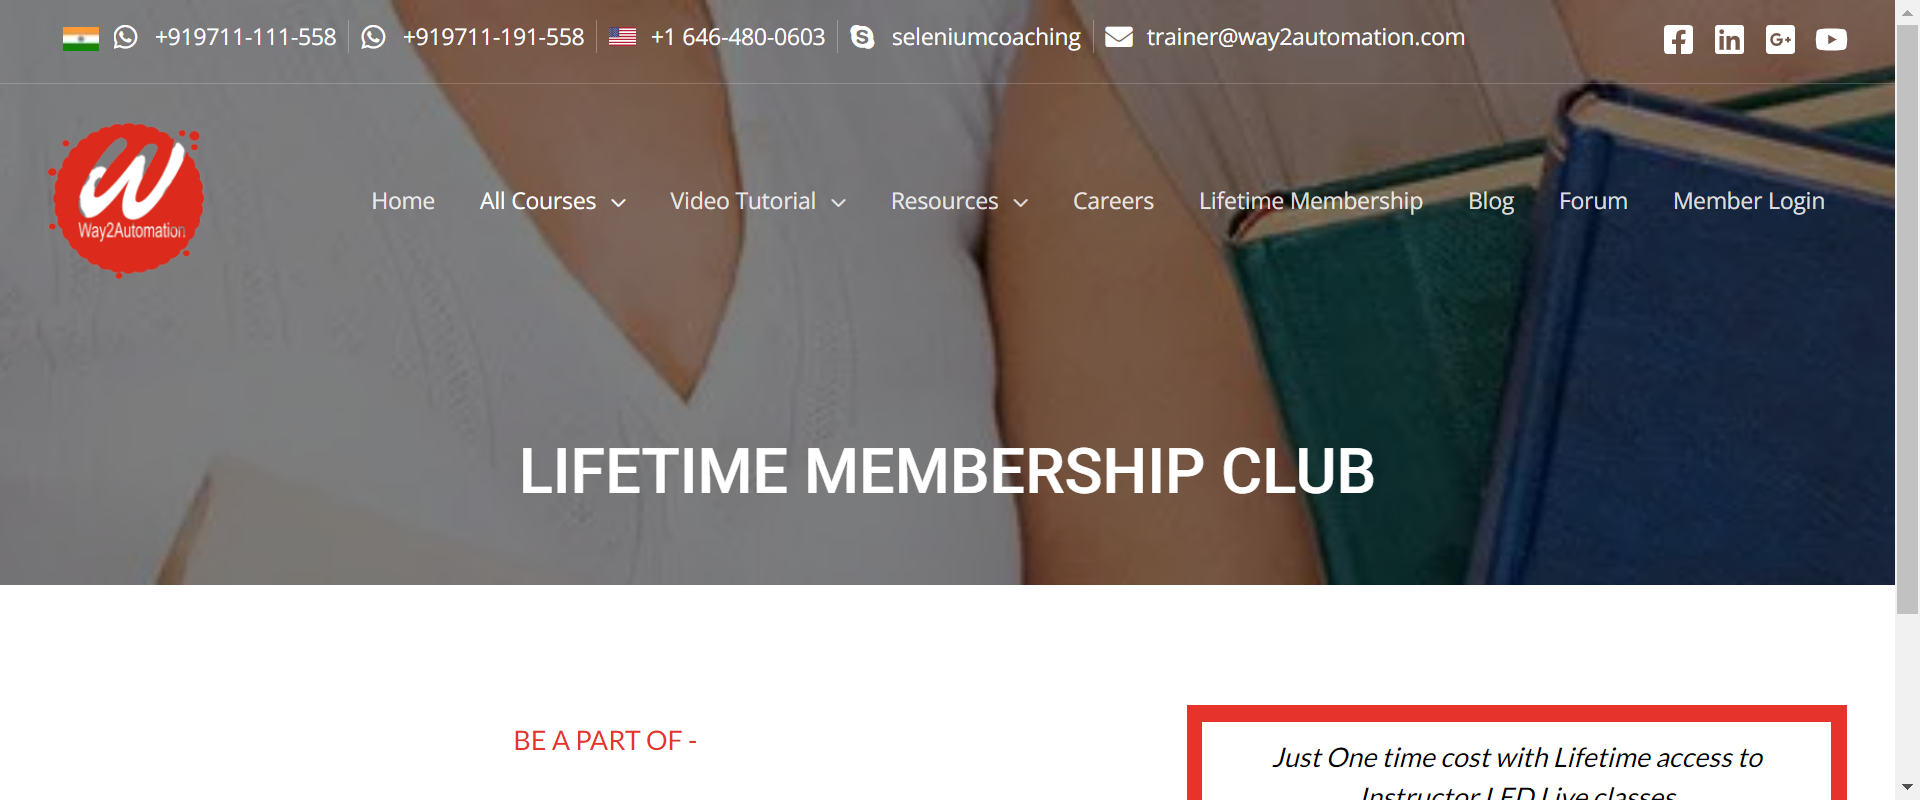 +919711-111-558 +919711-191-558 +1 646-480-0603 seleniumcoaching trainer@way2automation.com
Way2Automation
Home All Courses Video Tutorial Resources Careers Lifetime Membership Blog Forum Member Login
LIFETIME MEMBERSHIP CLUB
BE A PART OF -
Just One time cost with Lifetime access to
Instructor LED Live classes